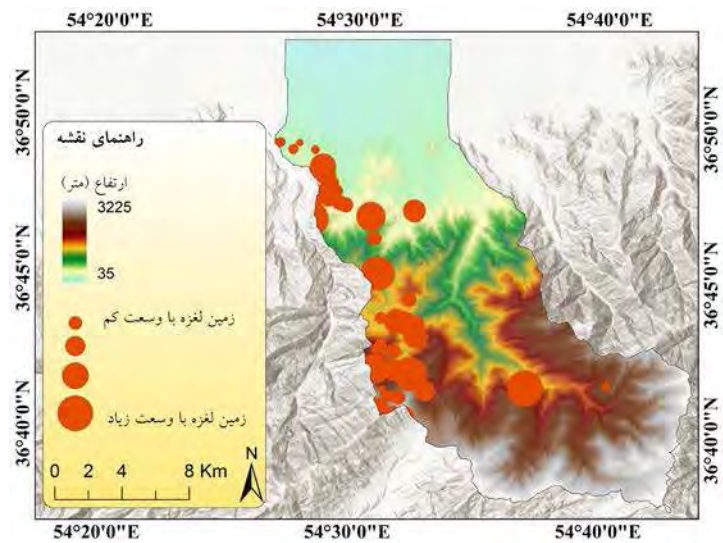 54°20'0"E 54°30'0"E 54°40'0"E
36°50'0"N
36°45'0"N
36°40'0"N
راهنمای نقشه
ارتفاع (متر)
3225
35
زمین لغزه با وسعت کم
زمین لغزه با وسعت زیاد
N
0 2 4 8 Km
36°50'0"N
36°45'0"N
36°40'0"N
54°20'0"E 54°30'0"E 54°40'0"E